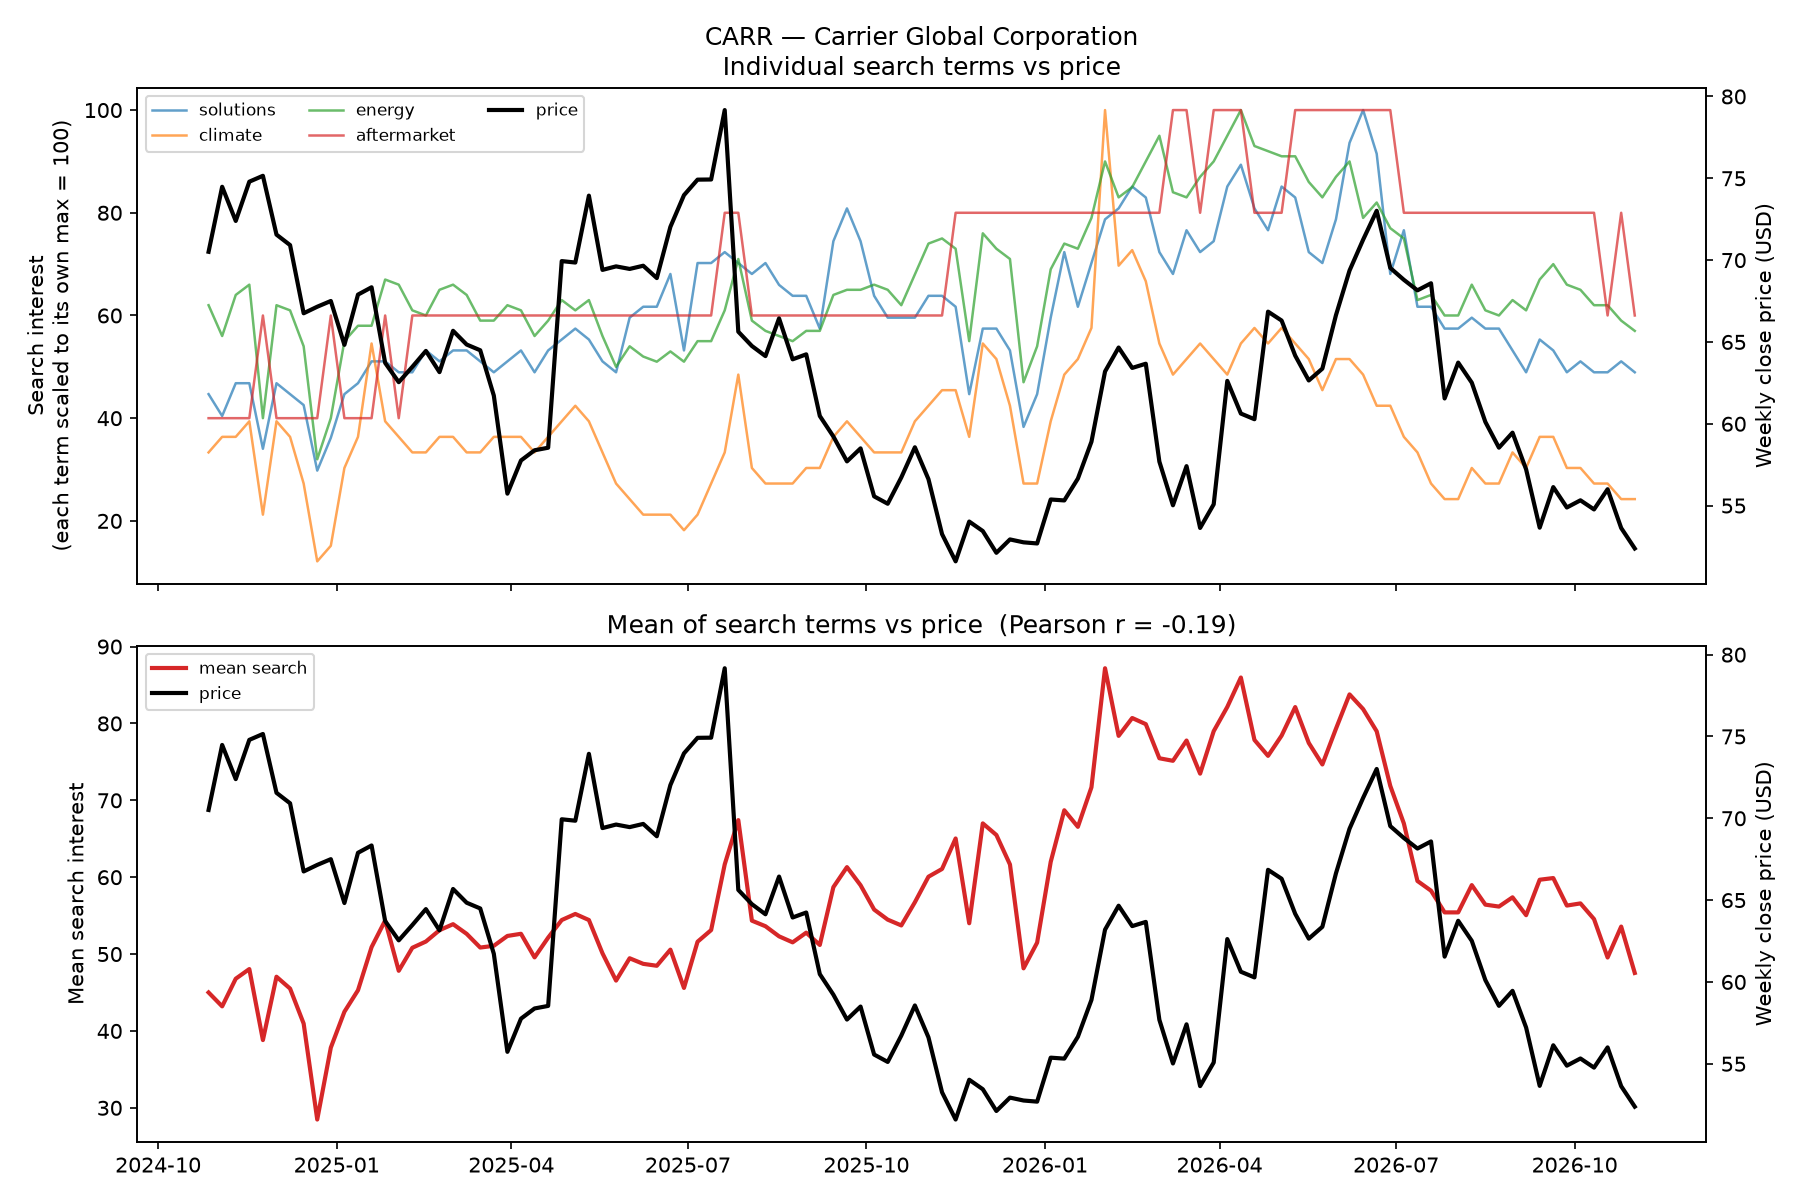 CARR — Carrier Global Corporation
Individual search terms vs price
solutions
climate
energy
aftermarket
price
Search interest
(each term scaled to its own max = 100)
100
80
60
40
20
Weekly close price (USD)
80
75
70
65
60
55
Mean of search terms vs price (Pearson r = -0.19)
mean search
price
Mean search interest
90
80
70
60
50
40
30
Weekly close price (USD)
80
75
70
65
60
55
2024-10
2025-01
2025-04
2025-07
2025-10
2026-01
2026-04
2026-07
2026-10